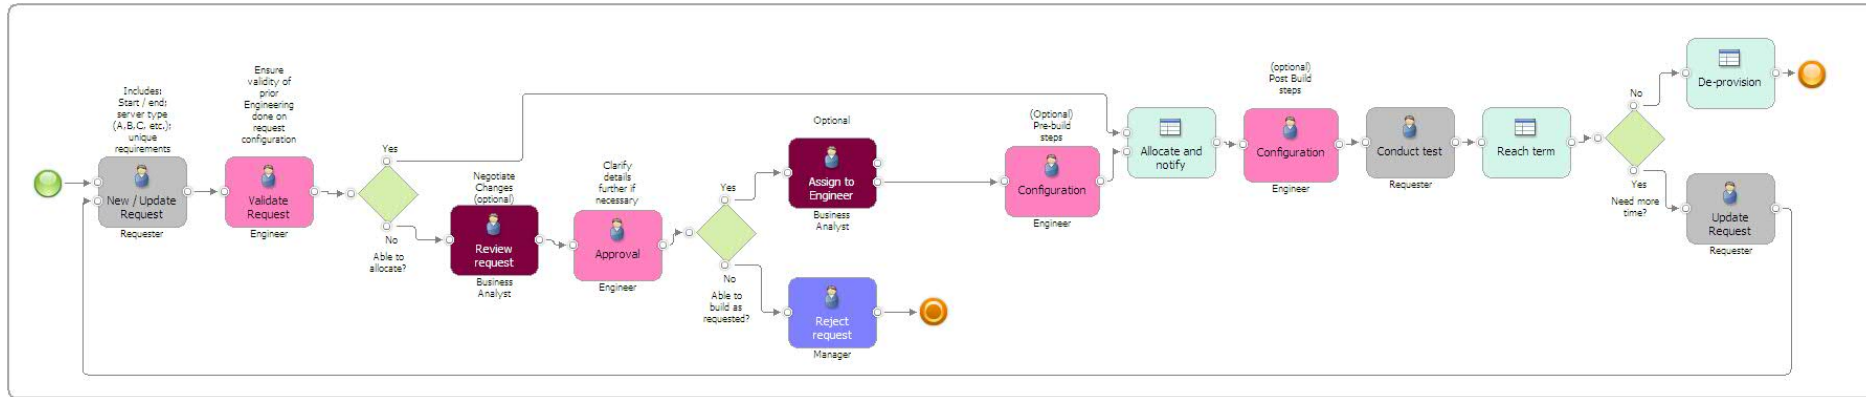 Includes:
Start / end;
server type
(A,B,C, etc.);
unique
requirements
New / Update
Request
Requester
Ensure
validity of
prior
Engineering
done on
request
configuration
Validate
Request
Engineer
Yes
No
Able to
allocate?
Negotiate
Changes
(optional)
Review
request
Business
Analyst
Clarify
details
further if
necessary
Approval
Engineer
Yes
No
Able to
build as
requested?
Optional
Assign to
Engineer
Business
Analyst
Reject
request
Manager
(Optional)
Pre-build
steps
Configuration
Engineer
Allocate and
notify
(optional)
Post Build
steps
Configuration
Engineer
Conduct test
Requester
Reach term
No
Yes
Need more
time?
De-provision
Update
Request
Requester